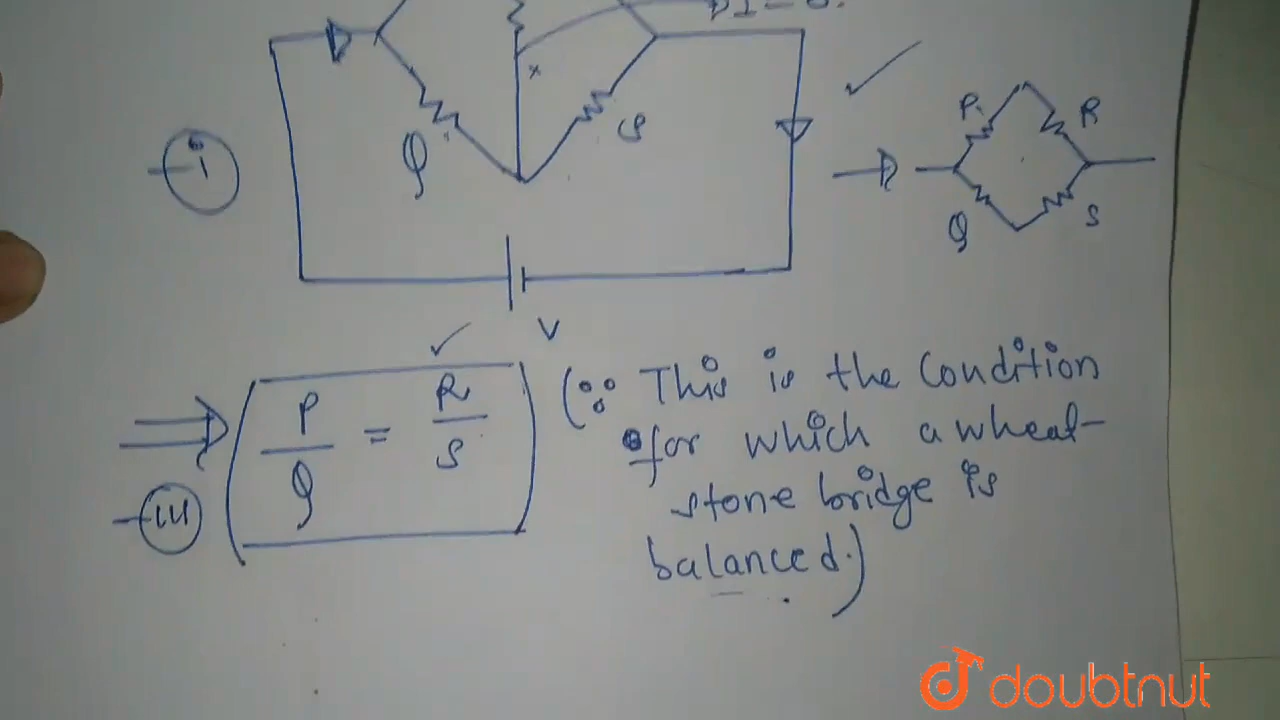 x
Q
S
i
V
P
R
Q
S
P/Q = R/S
(∵ This is the condition
for which a wheat-
stone bridge is
balanced.)
doubtnut